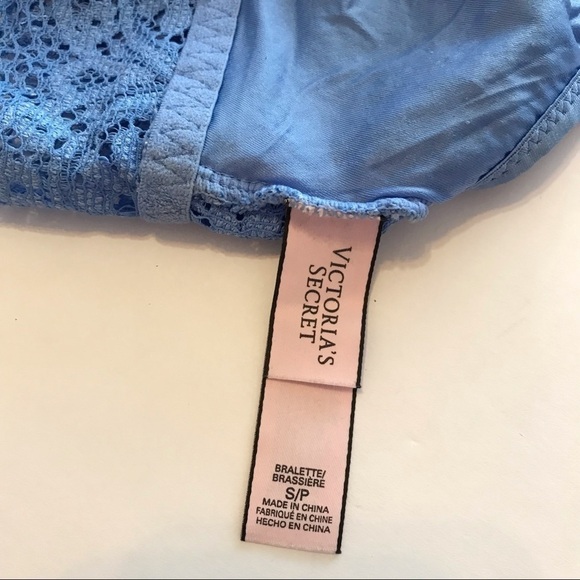 VICTORIA'S
SECRET
BRALETTE/
BRASSIÈRE
S/P
MADE IN CHINA
FABRIQUÉ EN CHINE
HECHO EN CHINA